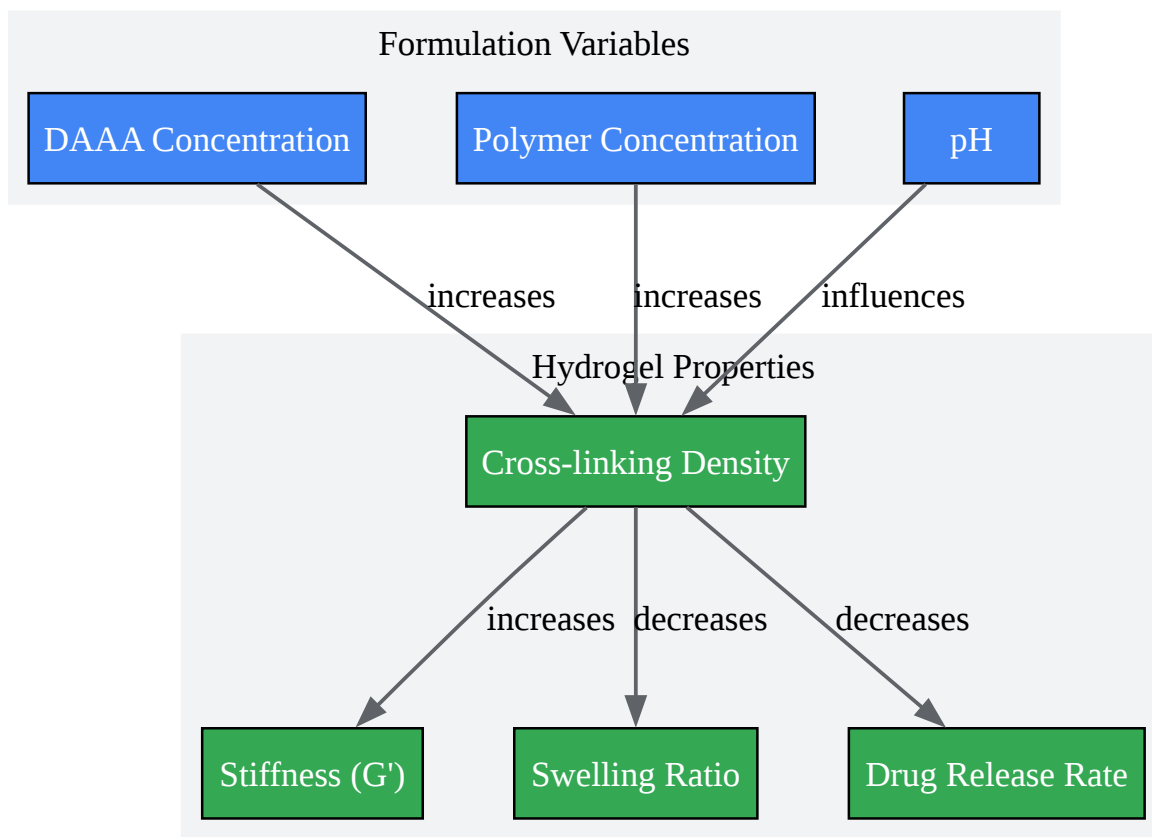 Formulation Variables
DAAA Concentration
Polymer Concentration
pH
increases
increases
influences
Hydrogel Properties
Cross-linking Density
increases
decreases
decreases
Stiffness (G')
Swelling Ratio
Drug Release Rate